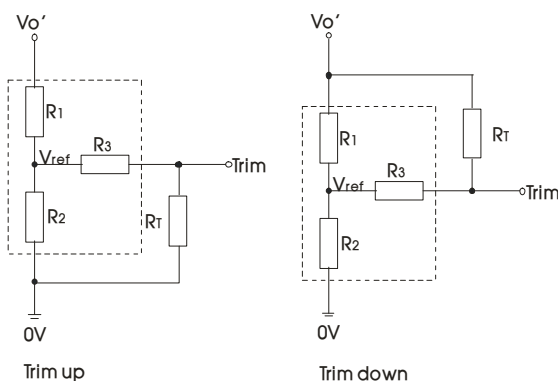 Vo'
R1
R3
Vref
Trim
R2
RT
0V
Trim up
Vo'
R1
RT
Vref
R3
Trim
R2
0V
Trim down